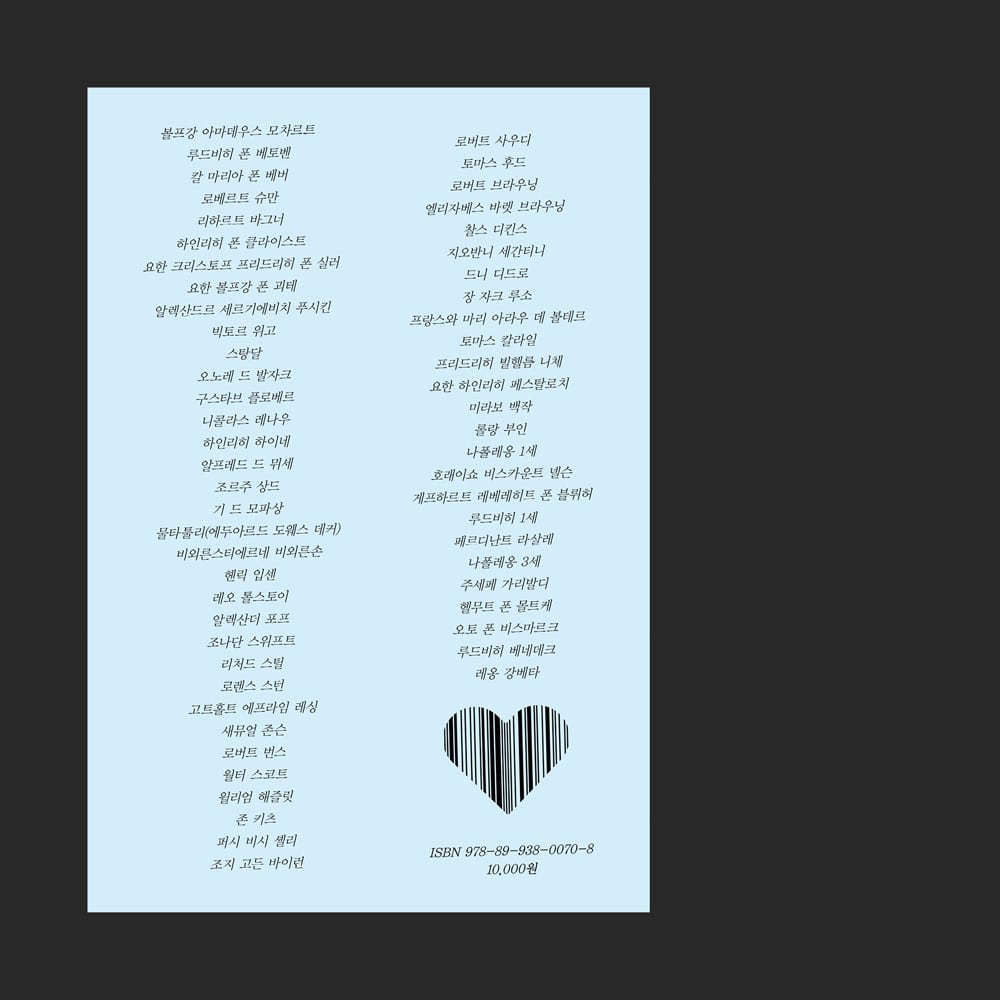 볼프강 아마데우스 모차르트
루드비히 폰 베토벤
칼 마리아 폰 베버
로베르트 슈만
리하르트 바그너
하인리히 폰 클라이스트
요한 크리스토프 프리드리히 폰 실러
요한 볼프강 폰 괴테
알렉산드르 세르기에비치 푸시킨
빅토르 위고
스탕달
오노레 드 발자크
구스타브 플로베르
니콜라스 레나우
하인리히 하이네
알프레드 드 뮈세
조르주 상드
기 드 모파상
물타툴리(에두아르드 도웨스 데커)
비외른스티에르네 비외른손
헨릭 입센
레오 톨스토이
알렉산더 포프
조나단 스위프트
리처드 스틸
로렌스 스턴
고트홀트 에프라임 레싱
새뮤얼 존슨
로버트 번스
월터 스코트
윌리엄 해즐릿
존 키츠
퍼시 비시 셸리
조지 고든 바이런
로버트 사우디
토마스 후드
로버트 브라우닝
엘리자베스 바렛 브라우닝
찰스 디킨스
지오반니 세간티니
드니 디드로
장 자크 루소
프랑스와 마리 아라우 데 볼테르
토마스 칼라일
프리드리히 빌헬름 니체
요한 하인리히 페스탈로치
미라보 백작
롤랑 부인
나폴레옹 1세
호래이쇼 비스카운트 넬슨
게프하르트 레베레히트 폰 블뤼허
루드비히 1세
페르디난트 라살레
나폴레옹 3세
주세페 가리발디
헬무트 폰 몰트케
오토 폰 비스마르크
루드비히 베네데크
레옹 강베타
ISBN 978-89-938-0070-8
10,000원